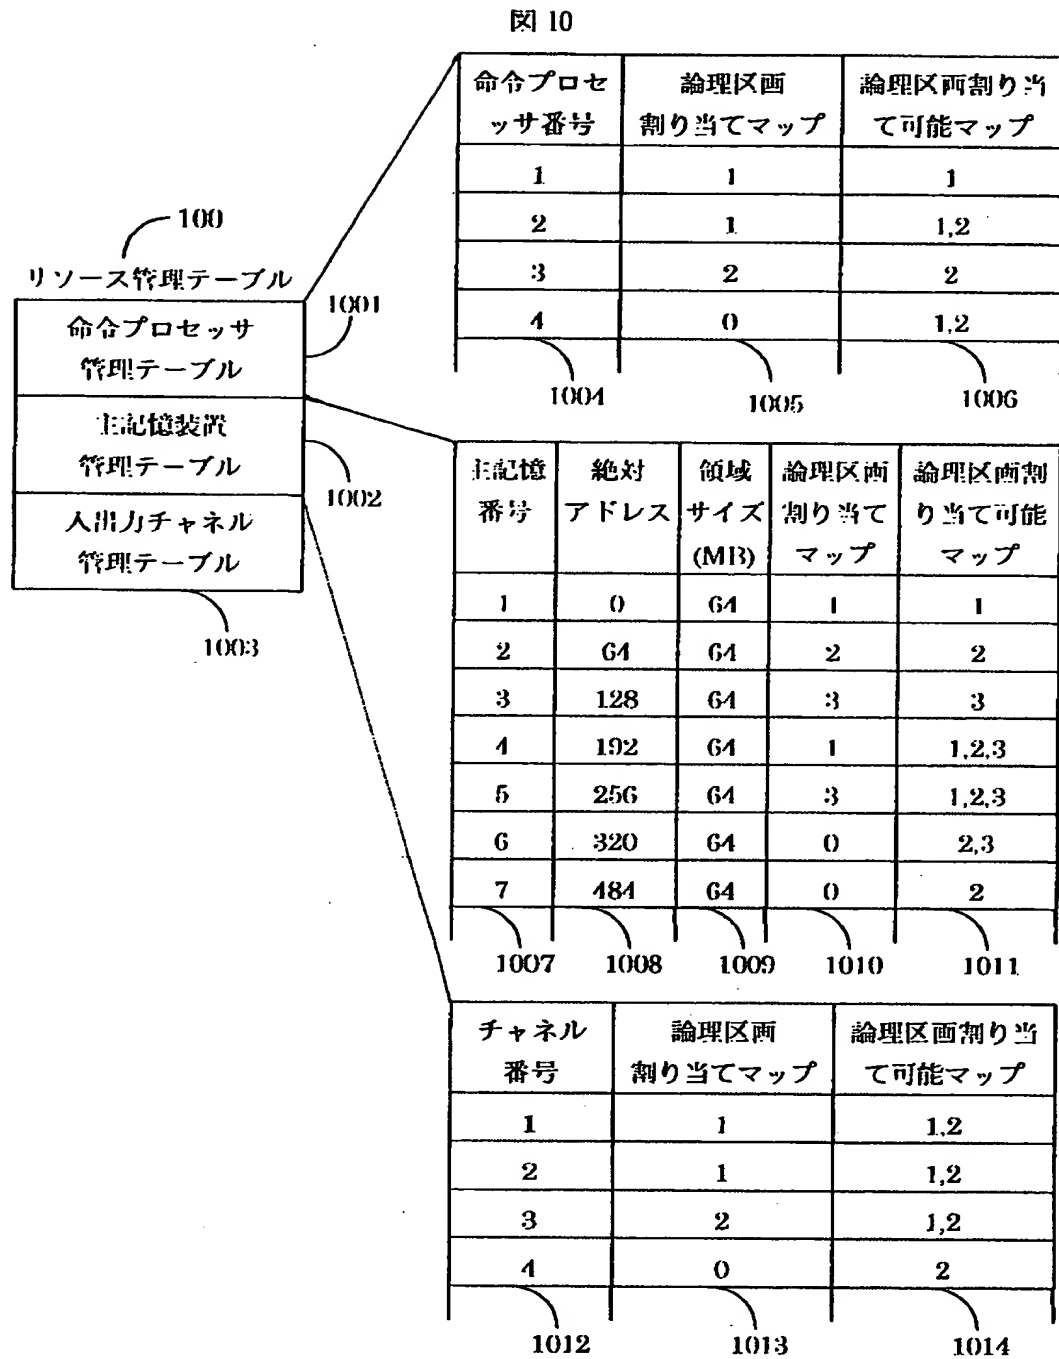 図 10
命令プロセ 論理区画 論理区画割り当
ッサ番号 割り当てマップ て可能マップ
1 1 1
2 1 1,2
3 2 2
4 0 1,2
1004 1005 1006
100
リソース管理テーブル
命令プロセッサ
管理テーブル
1001
主記憶装置
管理テーブル
1002
入出力チャネル
管理テーブル
1003
主記憶 絶対 領域 論理区画 論理区画割
番号 アドレス サイズ 割り当て り当て可能
(MB) マップ マップ
1 0 64 1 1
2 64 64 2 2
3 128 64 3 3
4 192 64 1 1,2,3
5 256 64 3 1,2,3
6 320 64 0 2,3
7 484 64 0 2
1007 1008 1009 1010 1011
チャネル 論理区画 論理区画割り当
番号 割り当てマップ て可能マップ
1 1 1,2
2 1 1,2
3 2 1,2
4 0 2
1012 1013 1014